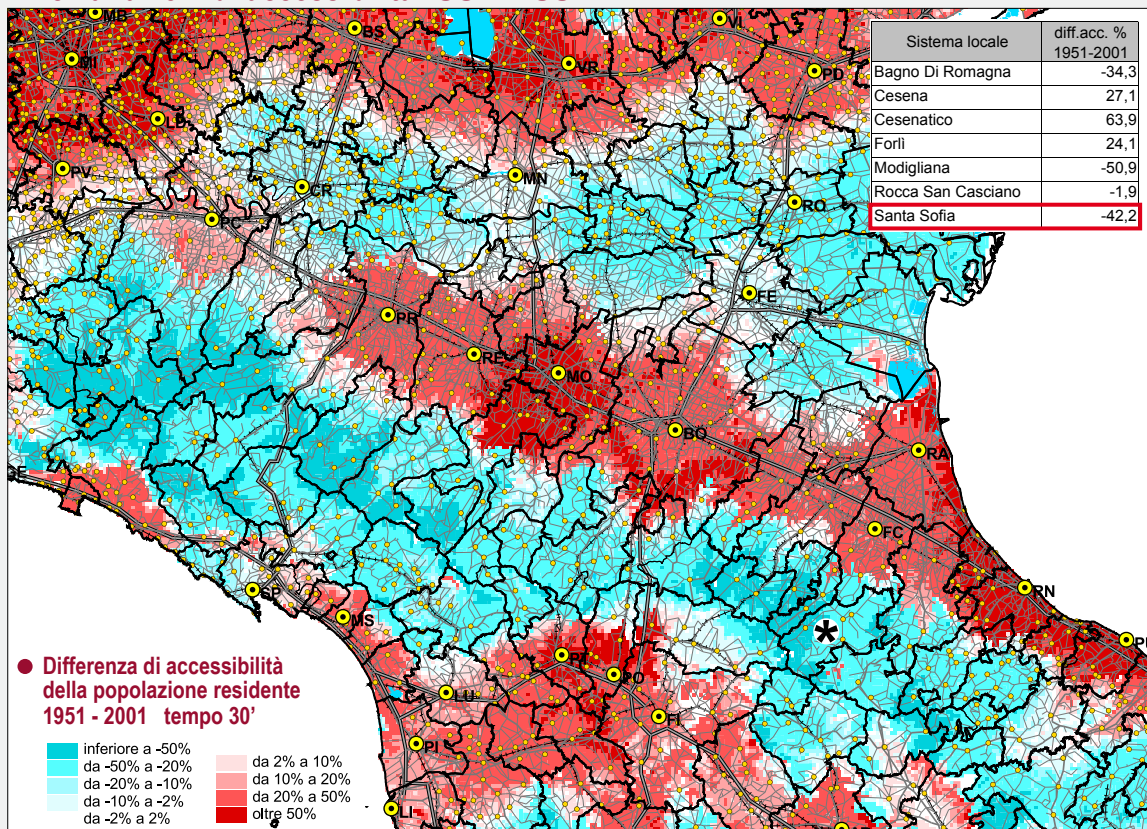 MB
BS
VI
MI
VR
PD
LO
PV
CR
MN
RO
PC
FE
PR
RE
MO
BO
RA
FC
RN
SP
MS
PT
PO
LU
FI
PI
LI
Sistema locale
diff.acc. %
1951-2001
Bagno Di Romagna -34,3
Cesena 27,1
Cesenatico 63,9
Forlì 24,1
Modigliana -50,9
Rocca San Casciano -1,9
Santa Sofia -42,2
*
Differenza di accessibilità
della popolazione residente
1951 - 2001 tempo 30’
inferiore a -50%
da -50% a -20%
da -20% a -10%
da -10% a -2%
da -2% a 2%
da 2% a 10%
da 10% a 20%
da 20% a 50%
oltre 50%